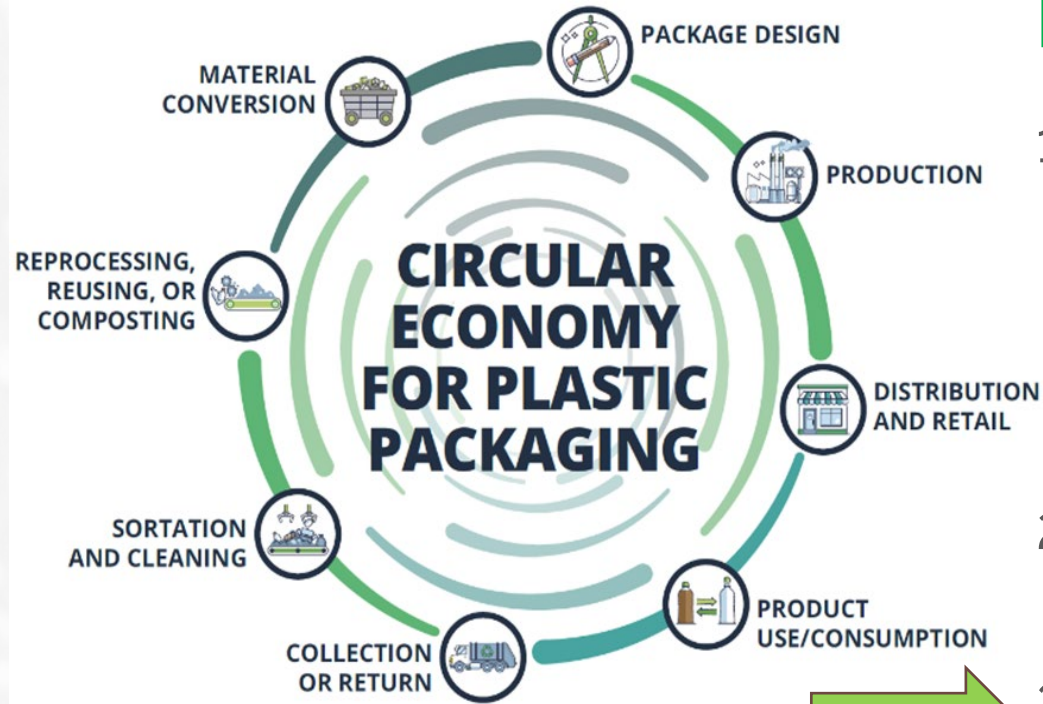 PACKAGE DESIGN
MATERIAL
CONVERSION
PRODUCTION
REPROCESSING,
REUSING, OR
COMPOSTING
CIRCULAR
ECONOMY
FOR PLASTIC
PACKAGING
DISTRIBUTION
AND RETAIL
SORTATION
AND CLEANING
PRODUCT
USE/CONSUMPTION
COLLECTION
OR RETURN